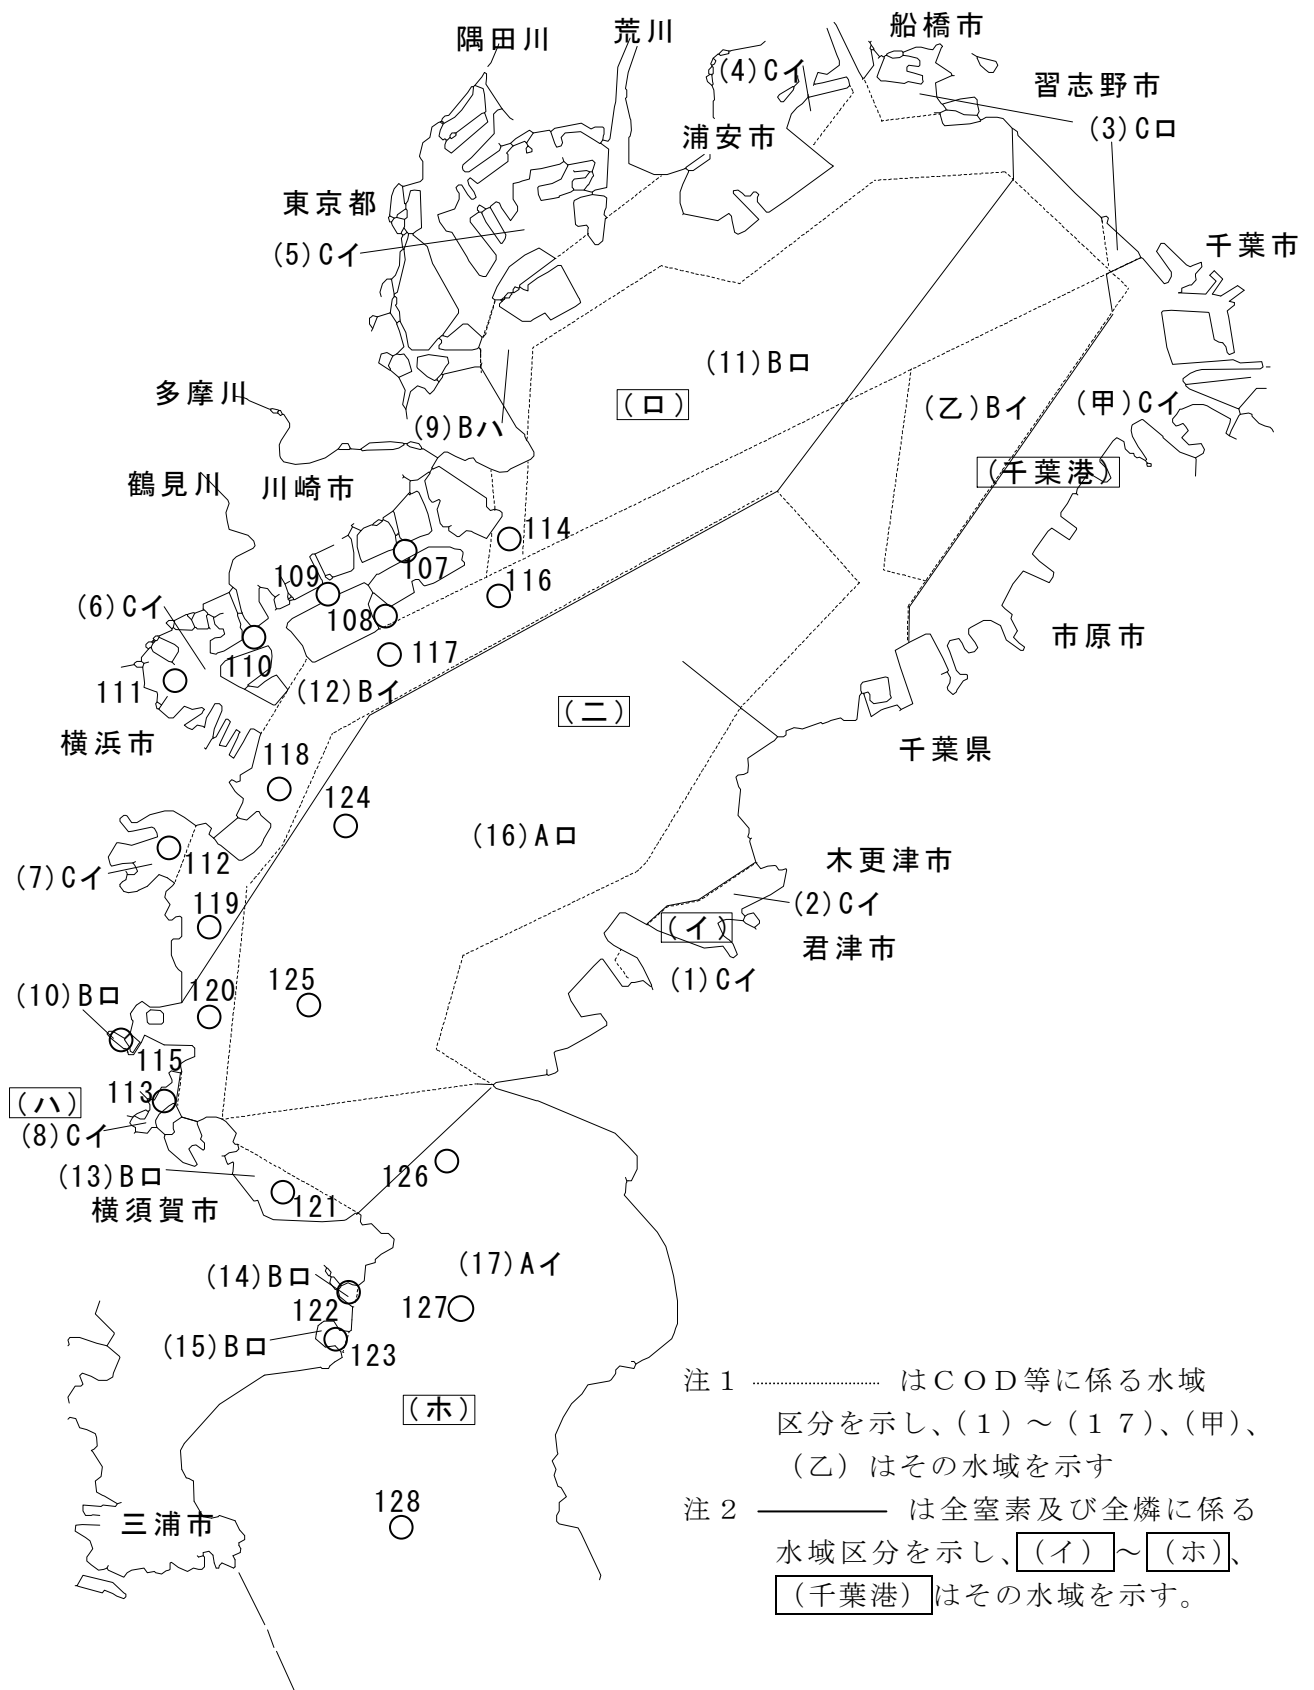 船橋市
荒川
隅田川
(4)Cイ
習志野市
(3)Cロ
浦安市
東京都
千葉市
(5)Cイ
(11)Bロ
多摩川
(ロ)
(乙)Bイ
(甲)Cイ
(9)Bハ
(千葉港)
鶴見川
川崎市
114
107
109
116
(6)Cイ
108
市原市
110
117
111
(12)Bイ
(ニ)
横浜市
千葉県
118
124
(16)Aロ
112
木更津市
(7)Cイ
(2)Cイ
119
(イ)
君津市
(1)Cイ
125
(10)Bロ
120
115
113
(ハ)
(8)Cイ
(13)Bロ
126
121
横須賀市
(17)Aイ
(14)Bロ
122
127
(15)Bロ
123
(ホ)
128
三浦市
注1 ………… はCOD等に係る水域
区分を示し、(1)～(17)、(甲)、
(乙)はその水域を示す
注2 ――― は全窒素及び全燐に係る
水域区分を示し、(イ)～(ホ)、
(千葉港)はその水域を示す。